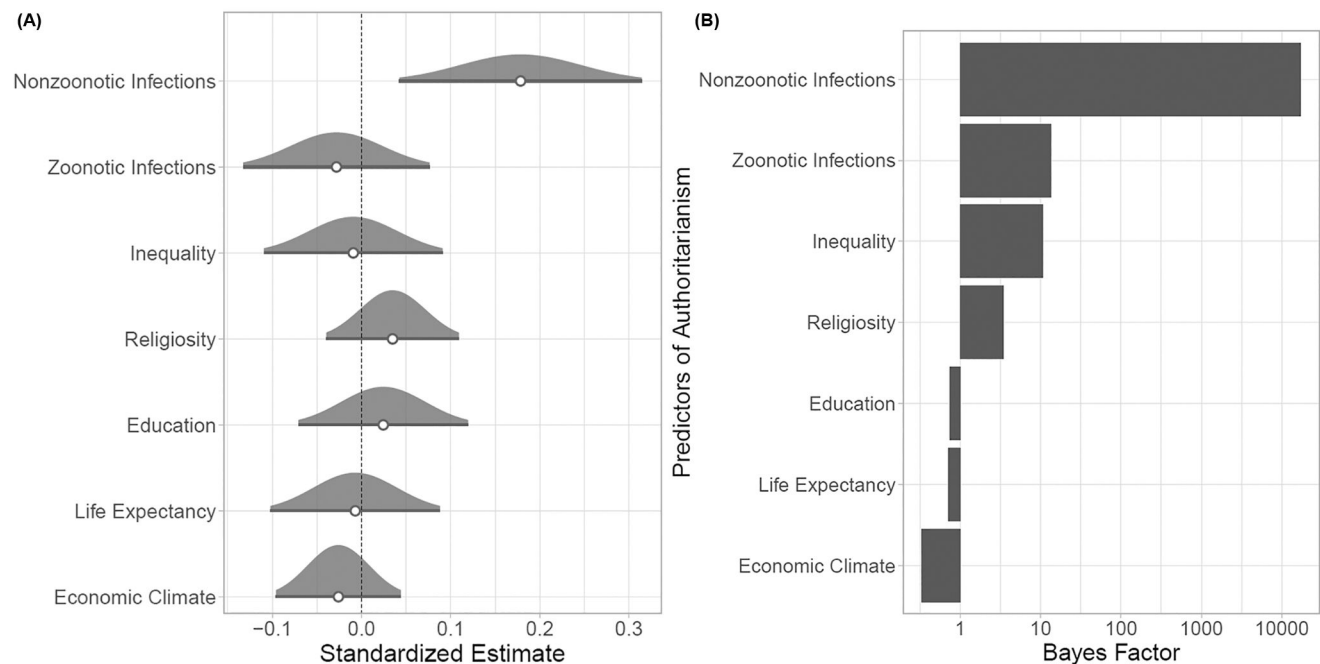 (A)
Nonzoonotic Infections
Zoonotic Infections
Inequality
Religiosity
Education
Life Expectancy
Economic Climate
−0.1 0.0 0.1 0.2 0.3
Standardized Estimate
(B)
Predictors of Authoritarianism
Nonzoonotic Infections
Zoonotic Infections
Inequality
Religiosity
Education
Life Expectancy
Economic Climate
1 10 100 1000 10000
Bayes Factor